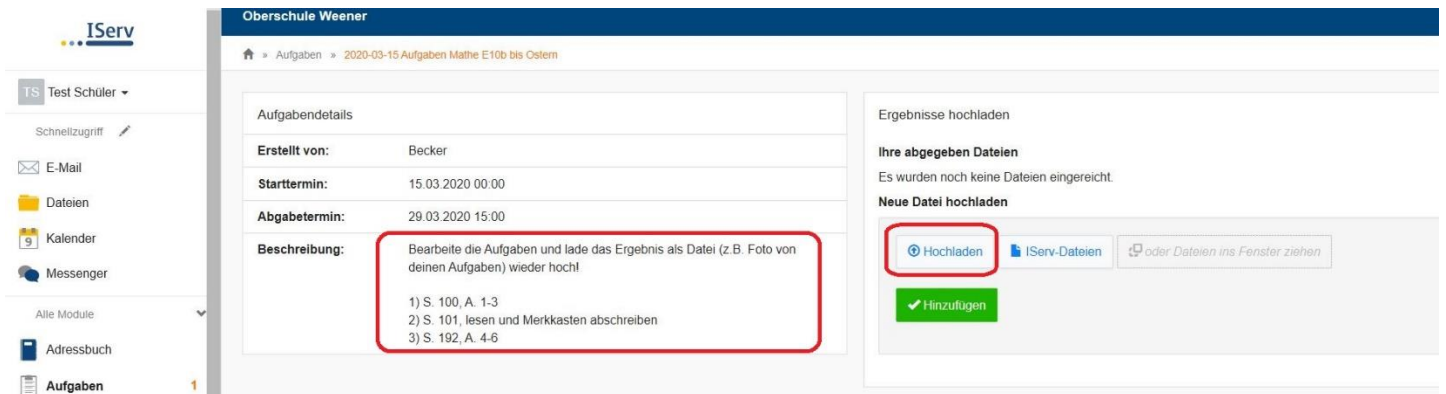 IServ
Oberschule Weener
» Aufgaben » 2020-03-15 Aufgaben Mathe E10b bis Ostern
TS Test Schüler
Schnellzugriff
E-Mail
Dateien
9 Kalender
Messenger
Alle Module
Adressbuch
Aufgaben 1
Aufgabendetails
Erstellt von: Becker
Starttermin: 15.03.2020 00:00
Abgabetermin: 29.03.2020 15:00
Beschreibung: Bearbeite die Aufgaben und lade das Ergebnis als Datei (z.B. Foto von
deinen Aufgaben) wieder hoch!
1) S. 100, A. 1-3
2) S. 101, lesen und Merkkasten abschreiben
3) S. 192, A. 4-6
Ergebnisse hochladen
Ihre abgegeben Dateien
Es wurden noch keine Dateien eingereicht.
Neue Datei hochladen
Hochladen IServ-Dateien oder Dateien ins Fenster ziehen
Hinzufügen